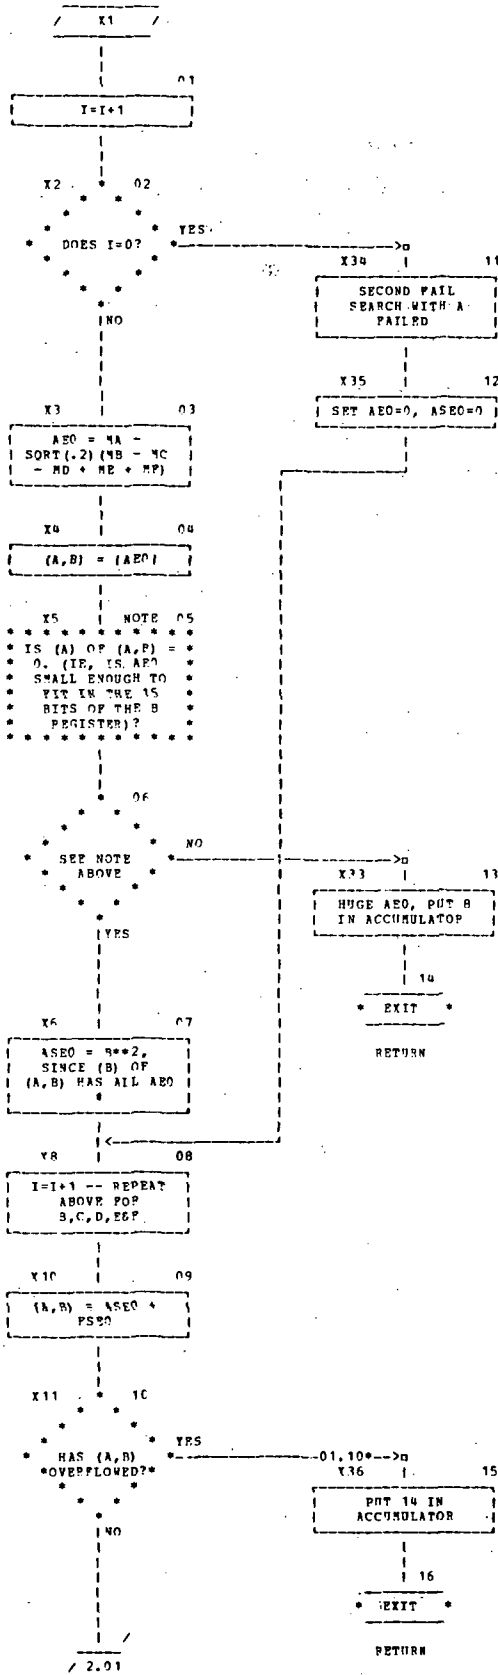 / X1 /
01
I=I+1
X2 02
DOES I=0?
YES
X34 11
SECOND FAIL
SEARCH WITH A
FAILED
NO
X35 12
SET AEO=0, ASEO=0
X3 03
AEO = MA -
SQRT(.2)(MB - MC
- MD + ME + MF)
X4 04
(A,B) = (AEO)
X5 NOTE 05
IS (A) OF (A,B) =
0. (IE, IS AEO
SMALL ENOUGH TO
FIT IN THE 35
BITS OF THE B
REGISTER)?
06
SEE NOTE
ABOVE
NO
X33 13
HUGE AEO, PUT 8
IN ACCUMULATOR
YES
14
* EXIT *
RETURN
X6 07
ASEO = B**2,
SINCE (B) OF
(A,B) HAS ALL AEO
*
X8 08
I=I+1 -- REPEAT
ABOVE FOR
B,C,D,E&F
X10 09
(A,B) = ASEO +
FSEO
X11 10
HAS (A,B)
*OVERFLOWED?*
YES
01.10*-->
X36 15
PUT 14 IN
ACCUMULATOR
NO
16
* EXIT *
RETURN
/ 2.01 /